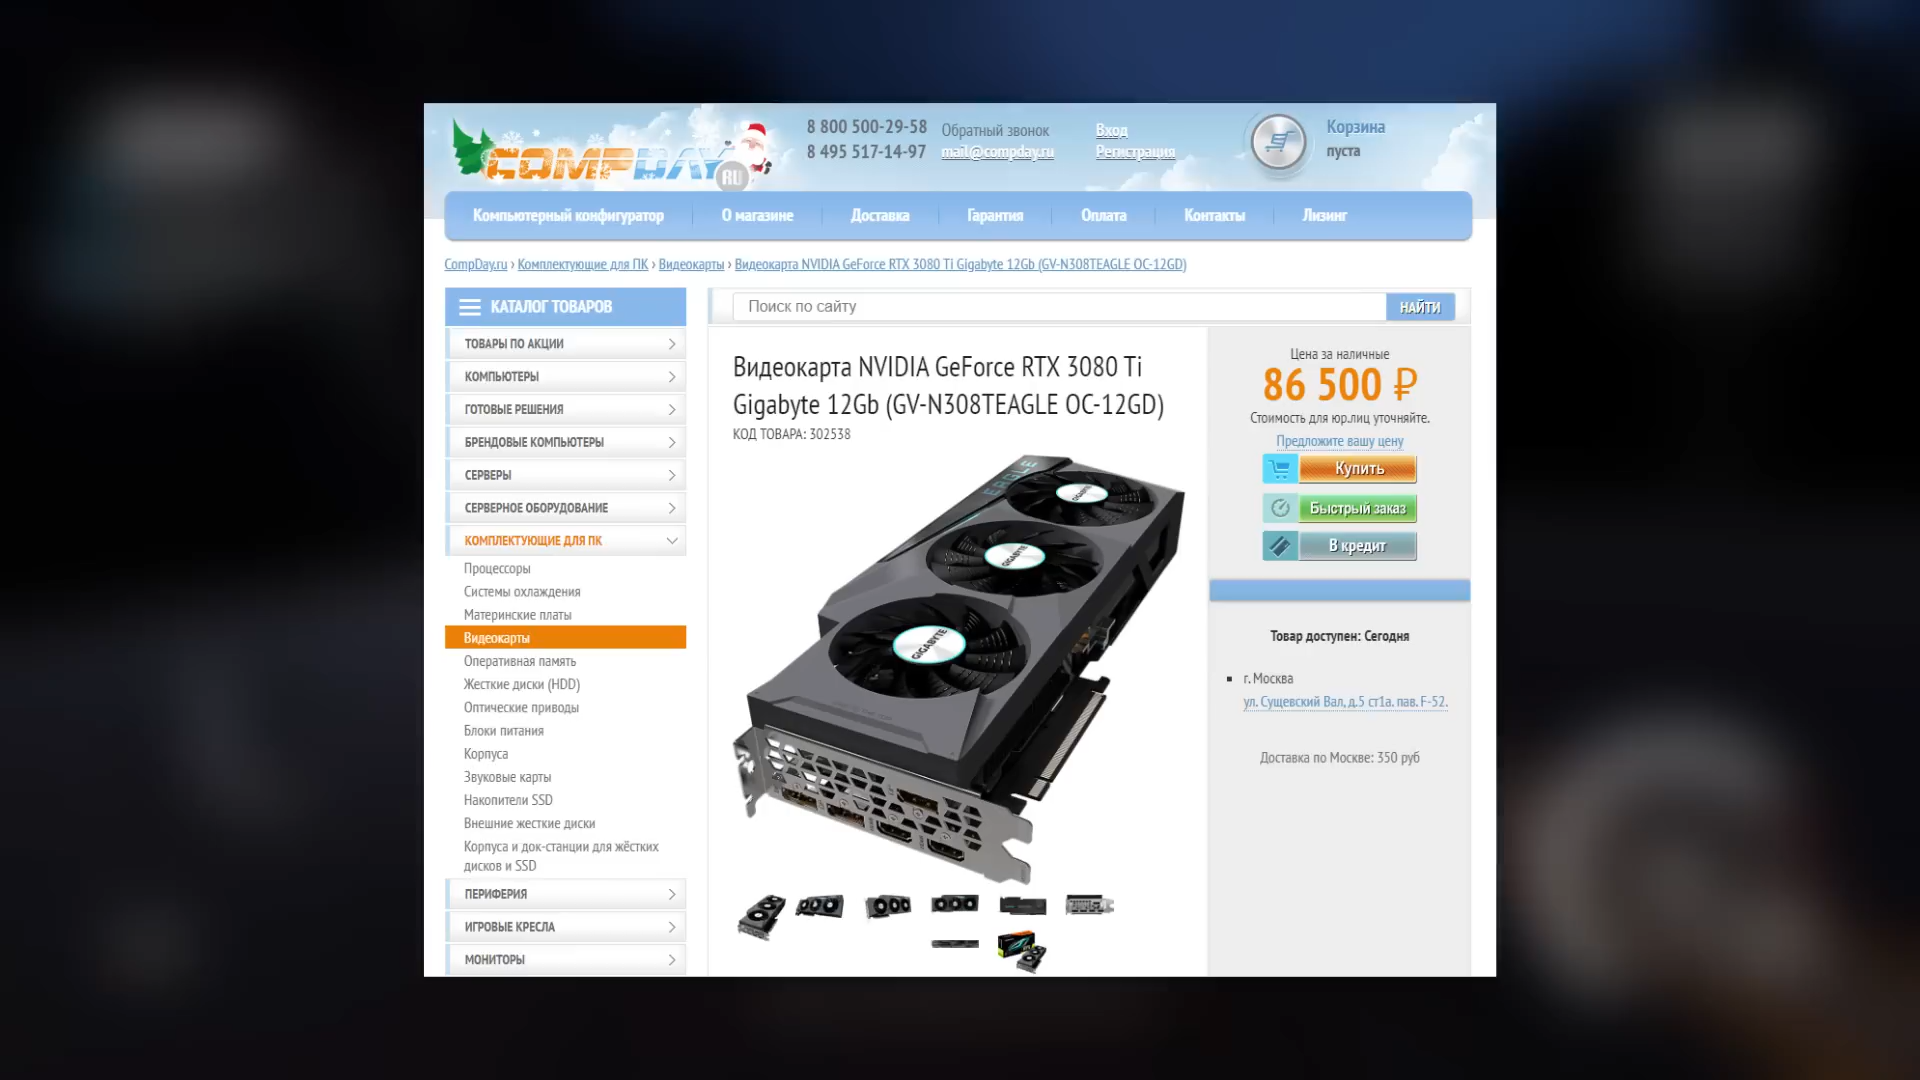 COMPDAY RU
8 800 500-29-58
8 495 517-14-97
Обратный звонок
mail@compday.ru
Вход
Регистрация
Корзина
пуста
Компьютерный конфигуратор
О магазине
Доставка
Гарантия
Оплата
Контакты
Лизинг
CompDay.ru › Комплектующие для ПК › Видеокарты › Видеокарта NVIDIA GeForce RTX 3080 Ti Gigabyte 12Gb (GV-N308TEAGLE OC-12GD)
КАТАЛОГ ТОВАРОВ
ТОВАРЫ ПО АКЦИИ
КОМПЬЮТЕРЫ
ГОТОВЫЕ РЕШЕНИЯ
БРЕНДОВЫЕ КОМПЬЮТЕРЫ
СЕРВЕРЫ
СЕРВЕРНОЕ ОБОРУДОВАНИЕ
КОМПЛЕКТУЮЩИЕ ДЛЯ ПК
Процессоры
Системы охлаждения
Материнские платы
Видеокарты
Оперативная память
Жесткие диски (HDD)
Оптические приводы
Блоки питания
Корпуса
Звуковые карты
Накопители SSD
Внешние жесткие диски
Корпуса и док-станции для жёстких
дисков и SSD
ПЕРИФЕРИЯ
ИГРОВЫЕ КРЕСЛА
МОНИТОРЫ
Поиск по сайту
НАЙТИ
Видеокарта NVIDIA GeForce RTX 3080 Ti
Gigabyte 12Gb (GV-N308TEAGLE OC-12GD)
КОД ТОВАРА: 302538
EAGLE
GIGABYTE
GIGABYTE
GIGABYTE
Цена за наличные
86 500 ₽
Стоимость для юр.лиц уточняйте.
Предложите вашу цену
Купить
Быстрый заказ
В кредит
Товар доступен: Сегодня
г. Москва
ул. Сущевский Вал, д.5 ст1а. пав. F-52.
Доставка по Москве: 350 руб